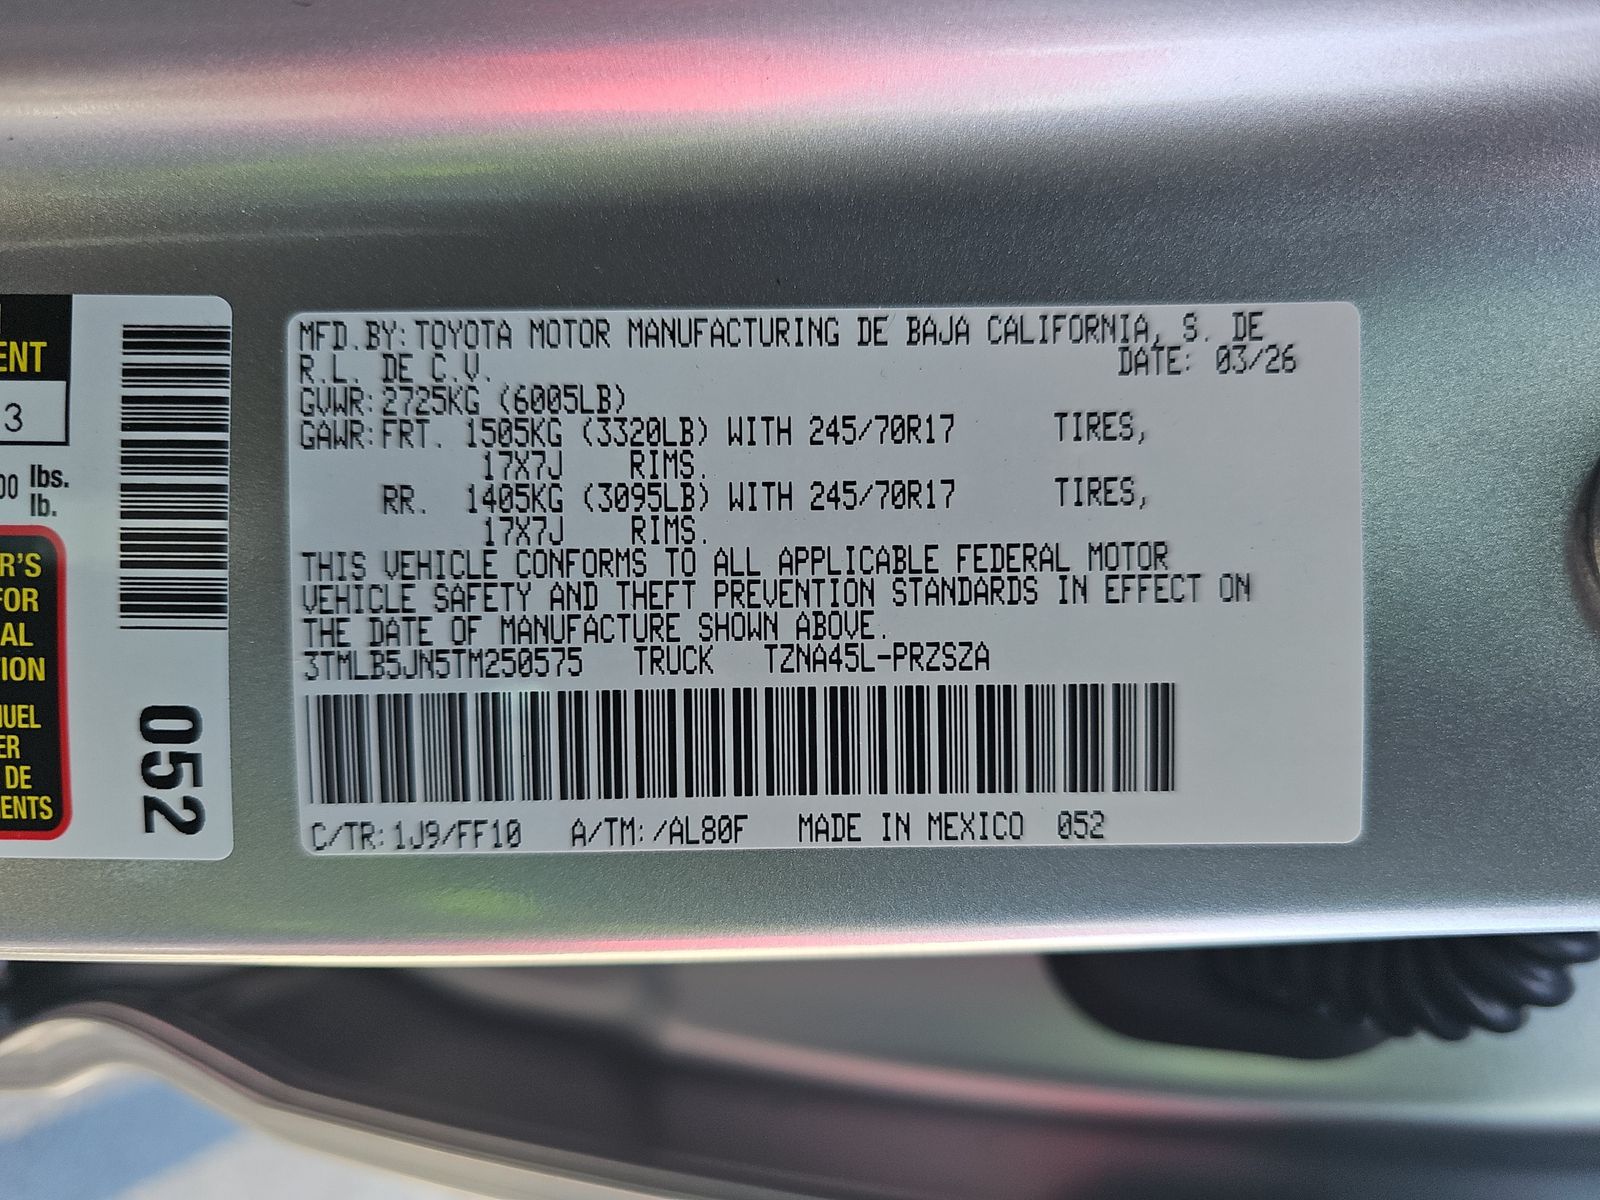 MFD.BY:TOYOTA MOTOR MANUFACTURING DE BAJA CALIFORNIA, S. DE
R.L. DE C.V. DATE: 03/26
GVWR:2725KG (6005LB)
GAWR:FRT. 1505KG (3320LB) WITH 245/70R17 TIRES,
17X7J RIMS.
RR. 1405KG (3095LB) WITH 245/70R17 TIRES,
17X7J RIMS.
THIS VEHICLE CONFORMS TO ALL APPLICABLE FEDERAL MOTOR
VEHICLE SAFETY AND THEFT PREVENTION STANDARDS IN EFFECT ON
THE DATE OF MANUFACTURE SHOWN ABOVE.
3TMLB5JN5TM250575 TRUCK TZNA45L-PRZSZA
C/TR:1J9/FF10 A/TM:/AL80F MADE IN MEXICO 052
ENT
3
00 lbs.
lb.
R'S
FOR
AL
ION
UEL
ER
DE
ENTS
052